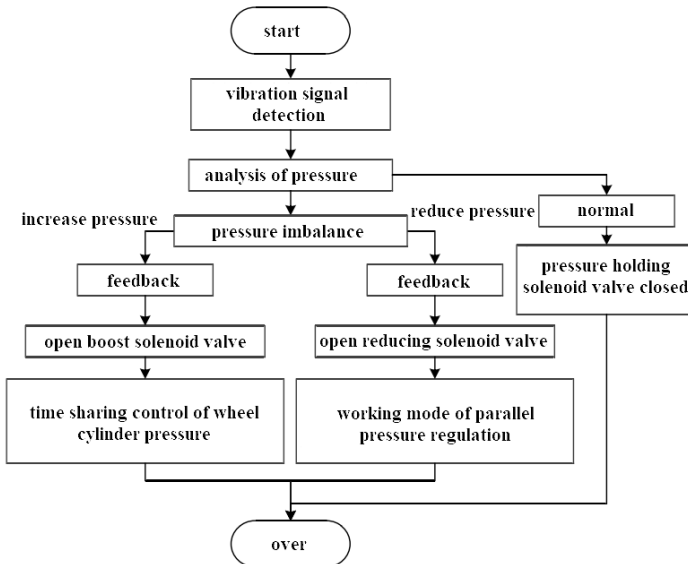 start
vibration signal
detection
analysis of pressure
increase pressure
pressure imbalance
reduce pressure
normal
feedback
feedback
pressure holding
solenoid valve closed
open boost solenoid valve
open reducing solenoid valve
time sharing control of wheel
cylinder pressure
working mode of parallel
pressure regulation
over